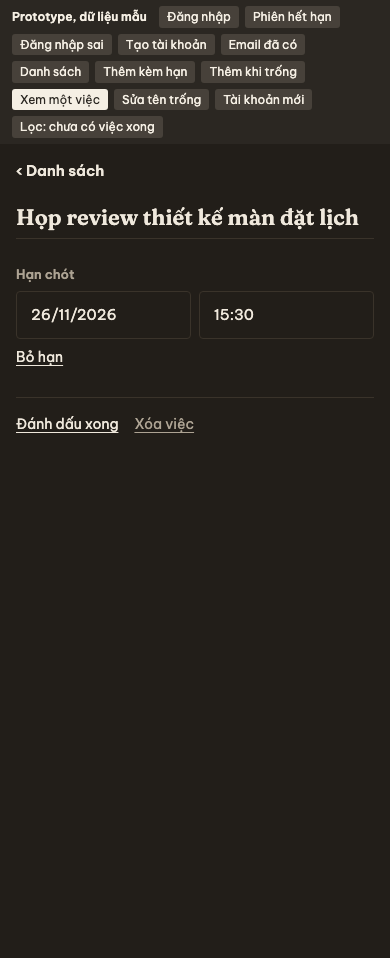 Prototype, dữ liệu mẫu Đăng nhập Phiên hết hạn
Đăng nhập sai Tạo tài khoản Email đã có
Danh sách Thêm kèm hạn Thêm khi trống
Xem một việc Sửa tên trống Tài khoản mới
Lọc: chưa có việc xong
< Danh sách
Họp review thiết kế màn đặt lịch
Hạn chót
26/11/2026 15:30
Bỏ hạn
Đánh dấu xong Xóa việc